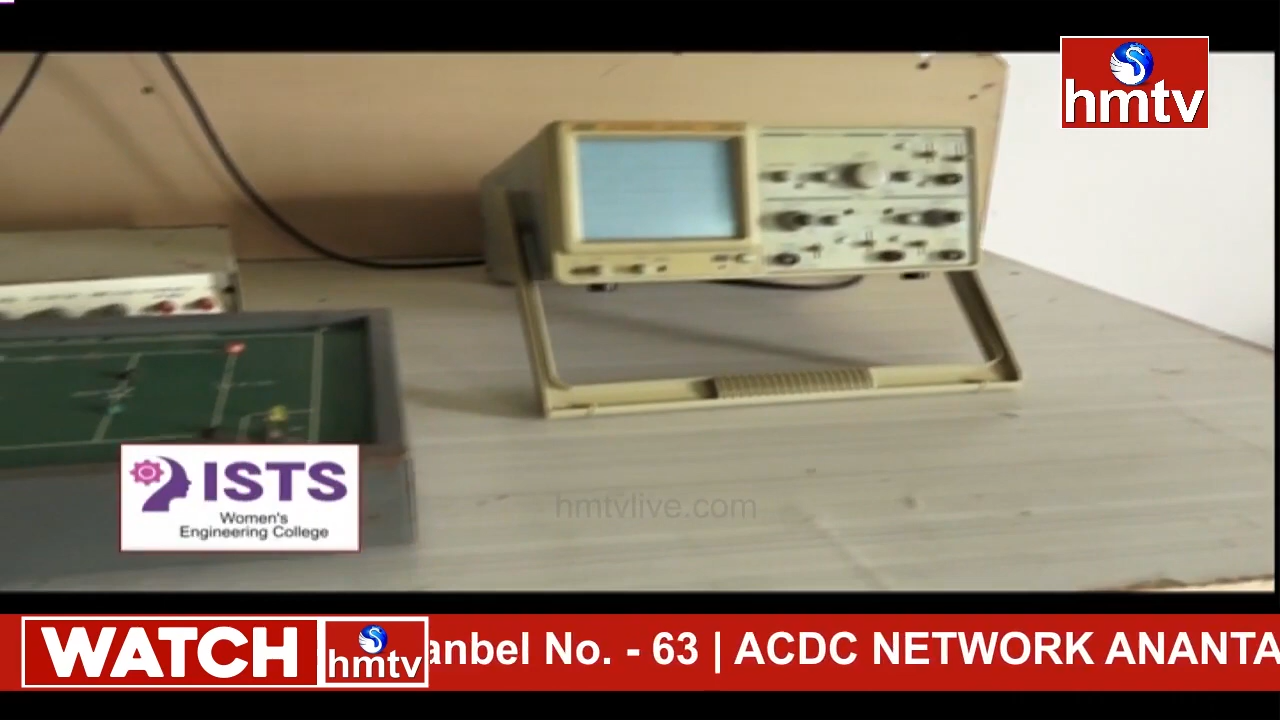 hmtv
ISTS
Women's
Engineering College
hmtvlive.com
WATCH hmtv anbel No. - 63 | ACDC NETWORK ANANTA